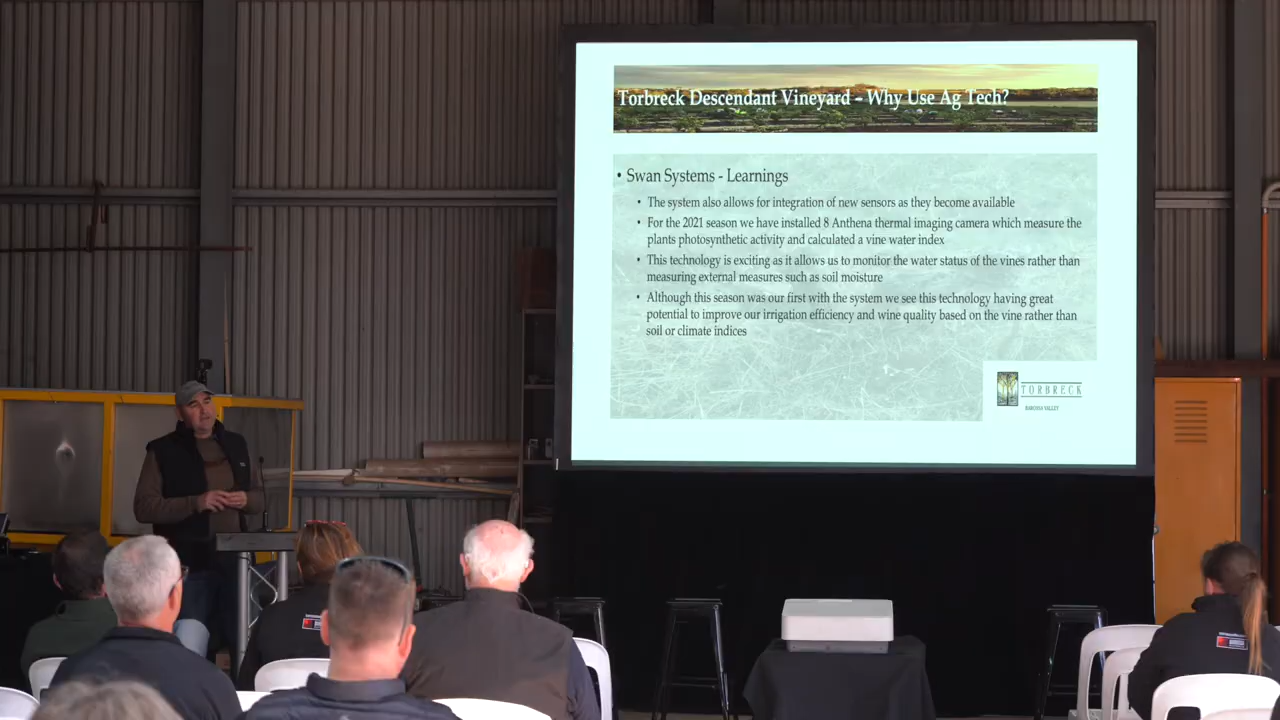 Torbreck Descendant Vineyard - Why Use Ag Tech?
• Swan Systems - Learnings
• The system also allows for integration of new sensors as they become available
• For the 2021 season we have installed 8 Anthena thermal imaging camera which measure the
plants photosynthetic activity and calculated a vine water index
• This technology is exciting as it allows us to monitor the water status of the vines rather than
measuring external measures such as soil moisture
• Although this season was our first with the system we see this technology having great
potential to improve our irrigation efficiency and wine quality based on the vine rather than
soil or climate indices
TORBRECK
BAROSSA VALLEY